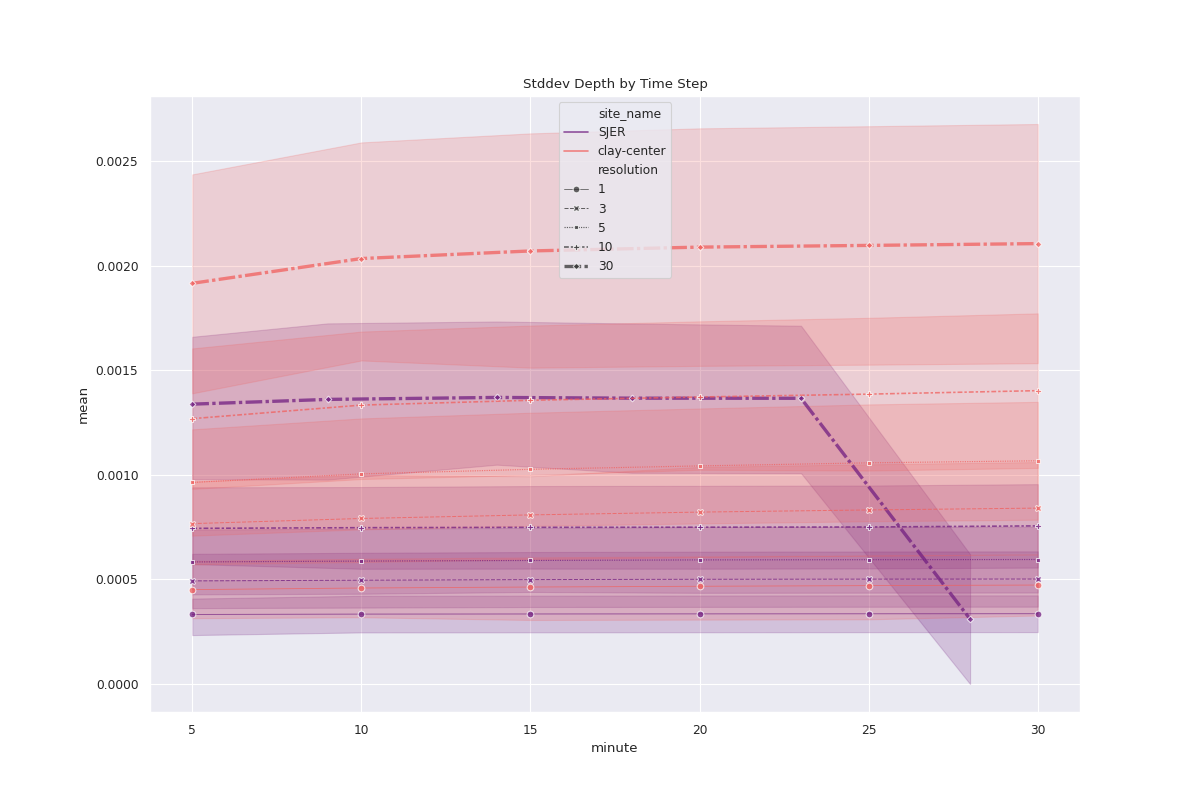 Stddev Depth by Time Step
site_name
SJER
clay-center
resolution
1
3
5
10
30
mean
0.0025
0.0020
0.0015
0.0010
0.0005
0.0000
5 10 15 20 25 30
minute